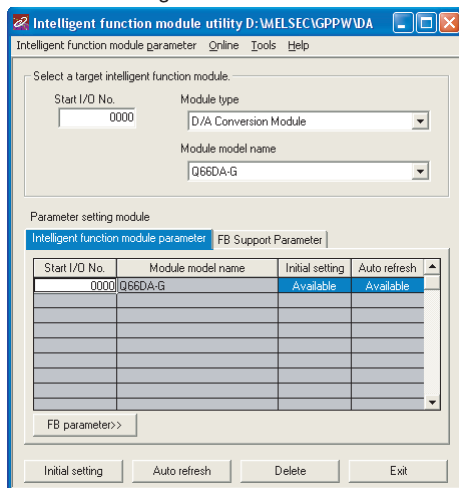 Intelligent function module utility D:\MELSEC\GPPW\DA
Intelligent function module parameter Online Tools Help
Select a target intelligent function module.
Start I/O No. Module type
0000 D/A Conversion Module
Module model name
Q66DA-G
Parameter setting module
Intelligent function module parameter FB Support Parameter
Start I/O No. Module model name Initial setting Auto refresh
0000 Q66DA-G Available Available
FB parameter>>
Initial setting Auto refresh Delete Exit